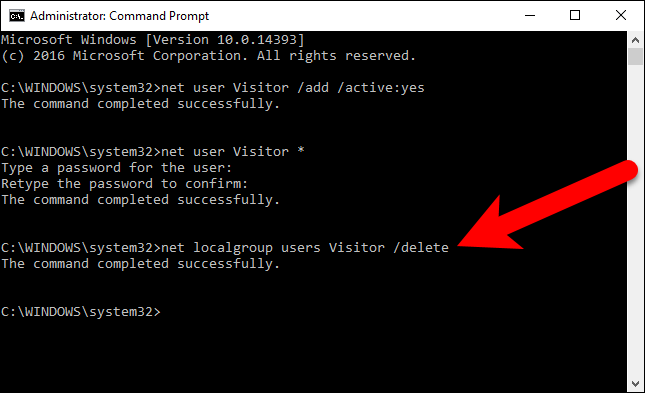 Administrator: Command Prompt
Microsoft Windows [Version 10.0.14393]
(c) 2016 Microsoft Corporation. All rights reserved.
C:\WINDOWS\system32>net user Visitor /add /active:yes
The command completed successfully.
C:\WINDOWS\system32>net user Visitor *
Type a password for the user:
Retype the password to confirm:
The command completed successfully.
C:\WINDOWS\system32>net localgroup users Visitor /delete
The command completed successfully.
C:\WINDOWS\system32>